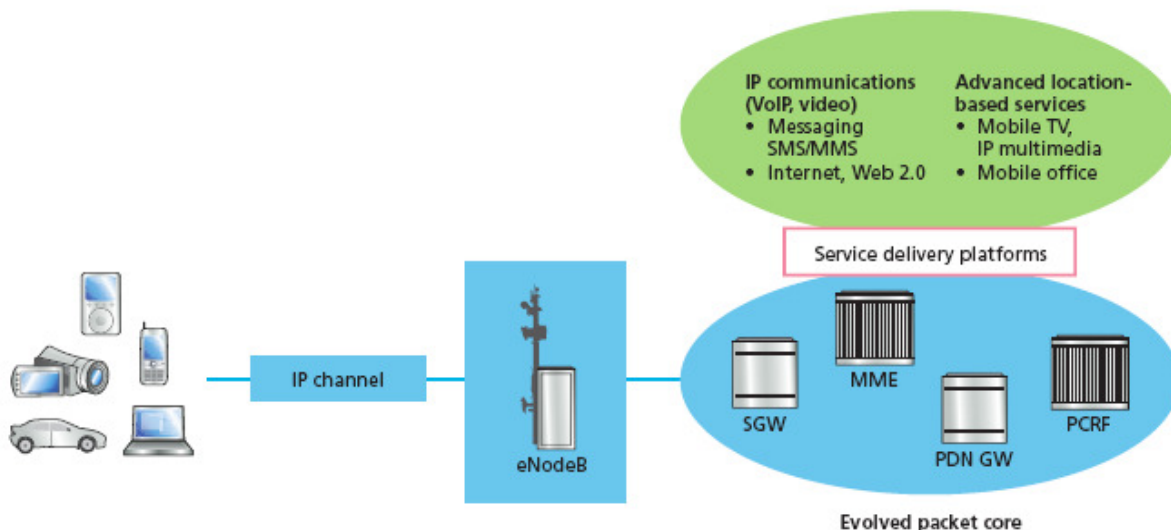 IP communications
(VoIP, video)
• Messaging
SMS/MMS
• Internet, Web 2.0
Advanced location-
based services
• Mobile TV,
IP multimedia
• Mobile office
Service delivery platforms
IP channel
eNodeB
SGW
MME
PDN GW
PCRF
Evolved packet core